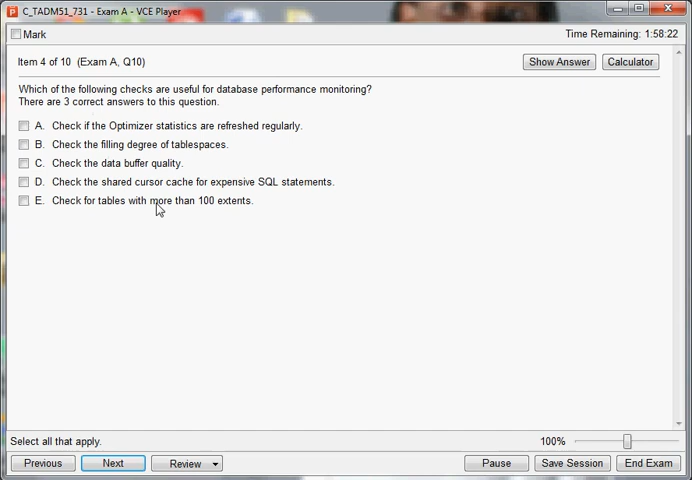 C_TADM51_731 - Exam A - VCE Player
Mark
Time Remaining: 1:58:22
Item 4 of 10 (Exam A, Q10)
Show Answer
Calculator
Which of the following checks are useful for database performance monitoring?
There are 3 correct answers to this question.
A. Check if the Optimizer statistics are refreshed regularly.
B. Check the filling degree of tablespaces.
C. Check the data buffer quality.
D. Check the shared cursor cache for expensive SQL statements.
E. Check for tables with more than 100 extents.
Select all that apply.
100%
Previous
Next
Review
Pause
Save Session
End Exam